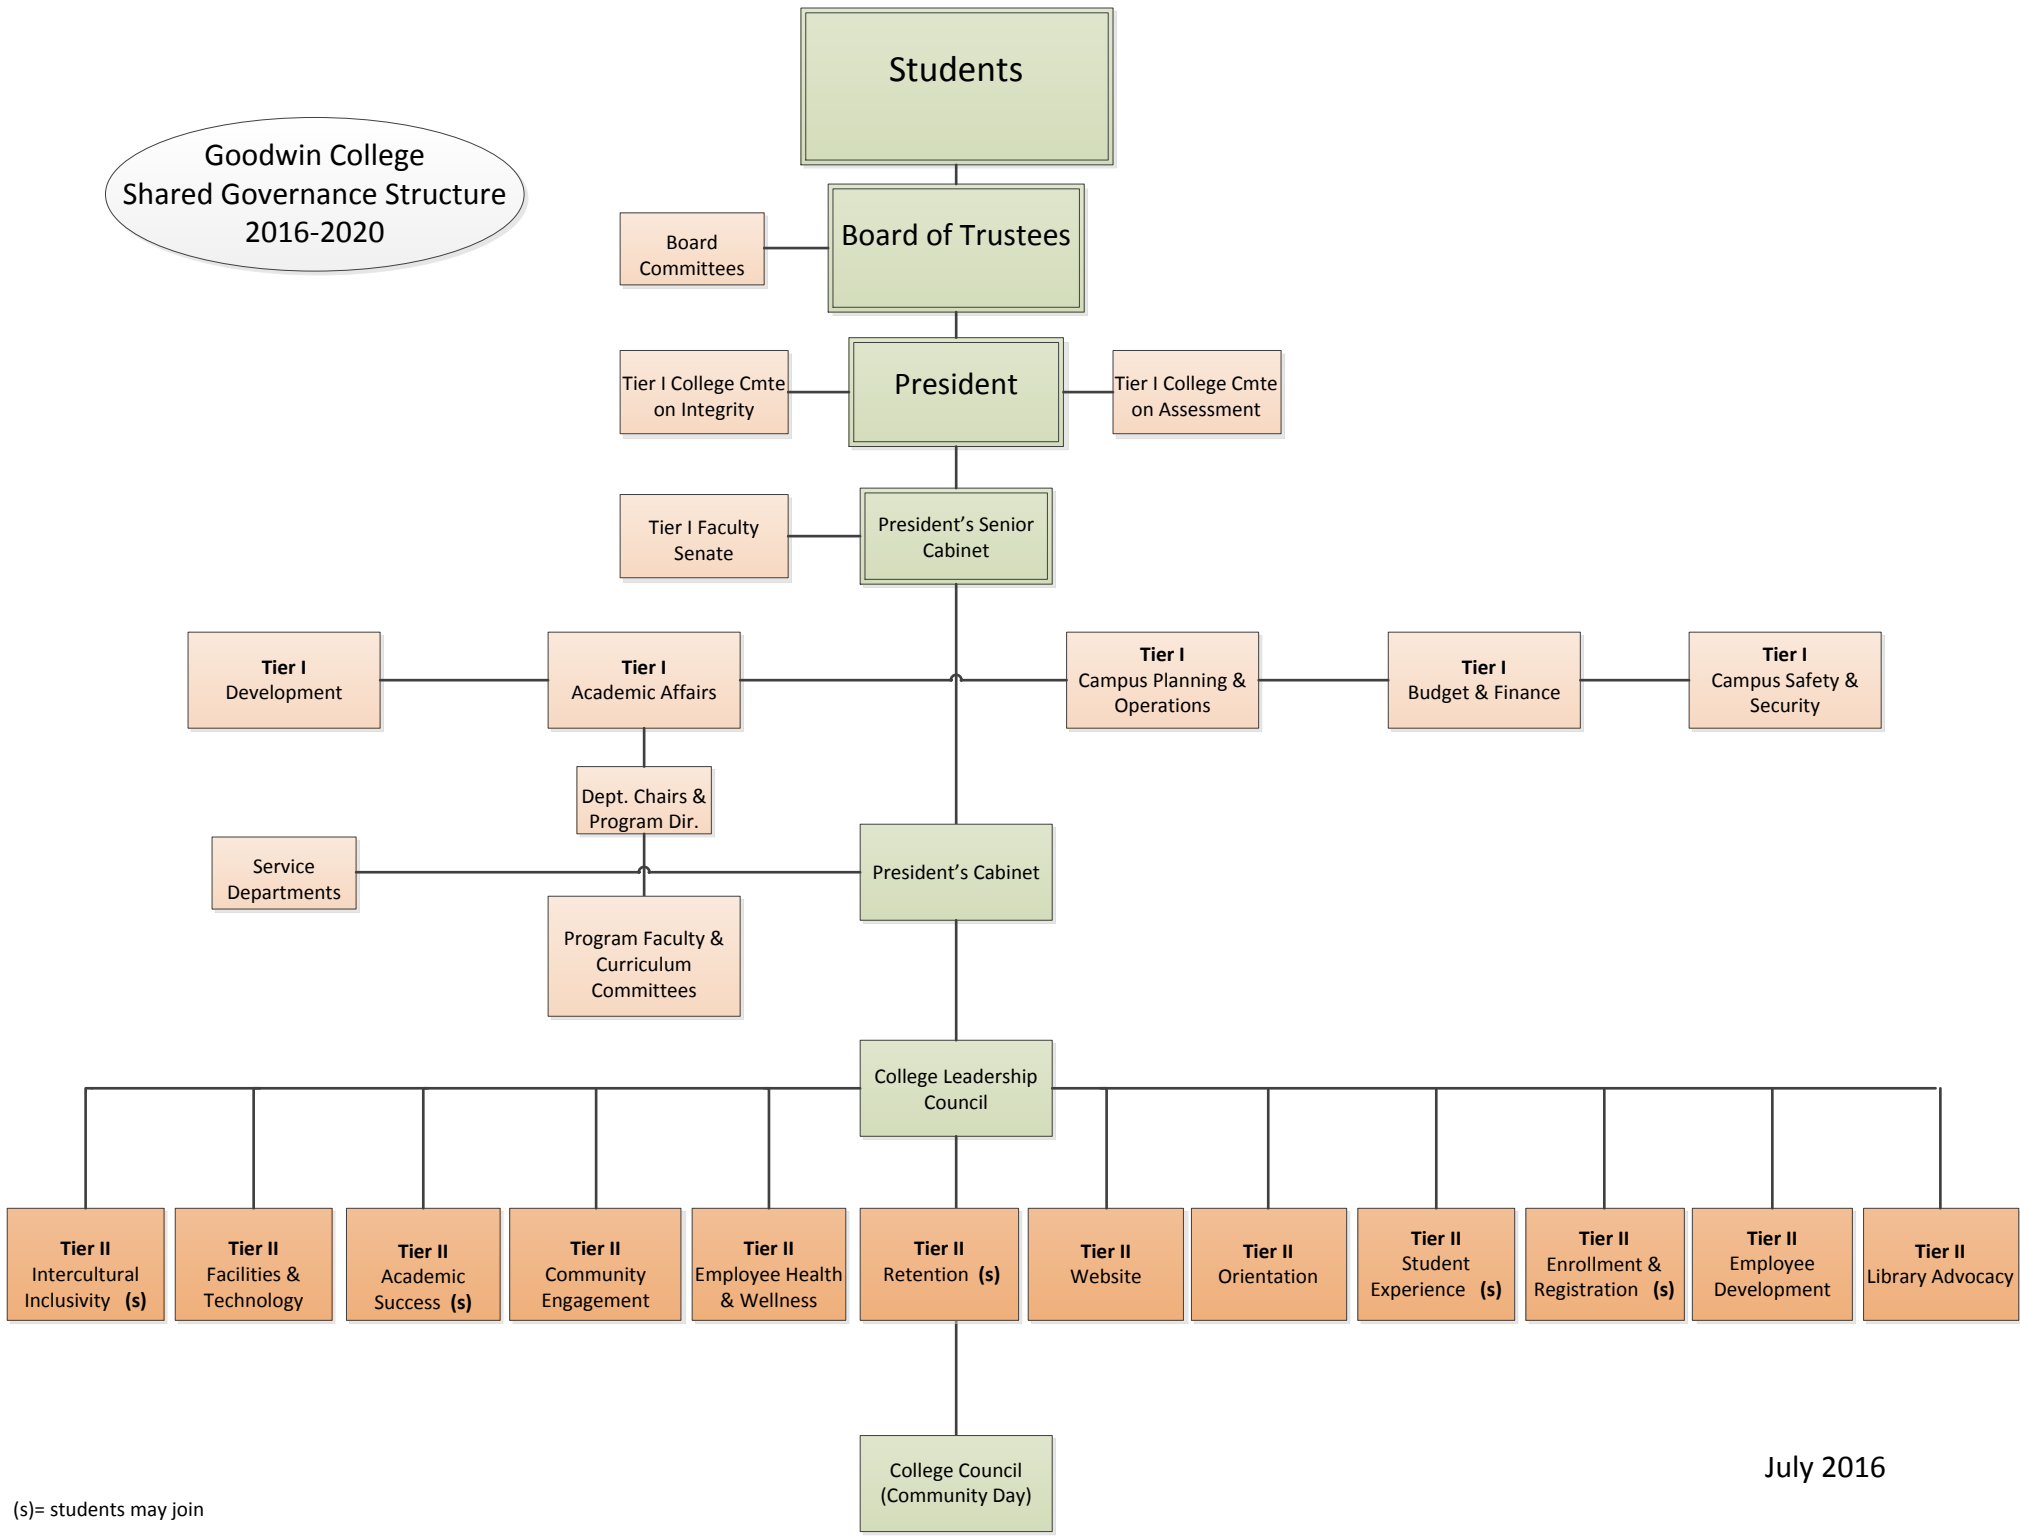 Students
Goodwin College
Shared Governance Structure
2016-2020
Board of Trustees
Board
Committees
President
Tier I College Cmte
on Integrity
Tier I College Cmte
on Assessment
President's Senior
Cabinet
Tier I Faculty
Senate
Tier I
Development
Tier I
Academic Affairs
Tier I
Campus Planning &
Operations
Tier I
Budget & Finance
Tier I
Campus Safety &
Security
Dept. Chairs &
Program Dir.
Service
Departments
President's Cabinet
Program Faculty &
Curriculum
Committees
College Leadership
Council
Tier II
Intercultural
Inclusivity (s)
Tier II
Facilities &
Technology
Tier II
Academic
Success (s)
Tier II
Community
Engagement
Tier II
Employee Health
& Wellness
Tier II
Retention (s)
Tier II
Website
Tier II
Orientation
Tier II
Student
Experience (s)
Tier II
Enrollment &
Registration (s)
Tier II
Employee
Development
Tier II
Library Advocacy
College Council
(Community Day)
July 2016
(s)= students may join